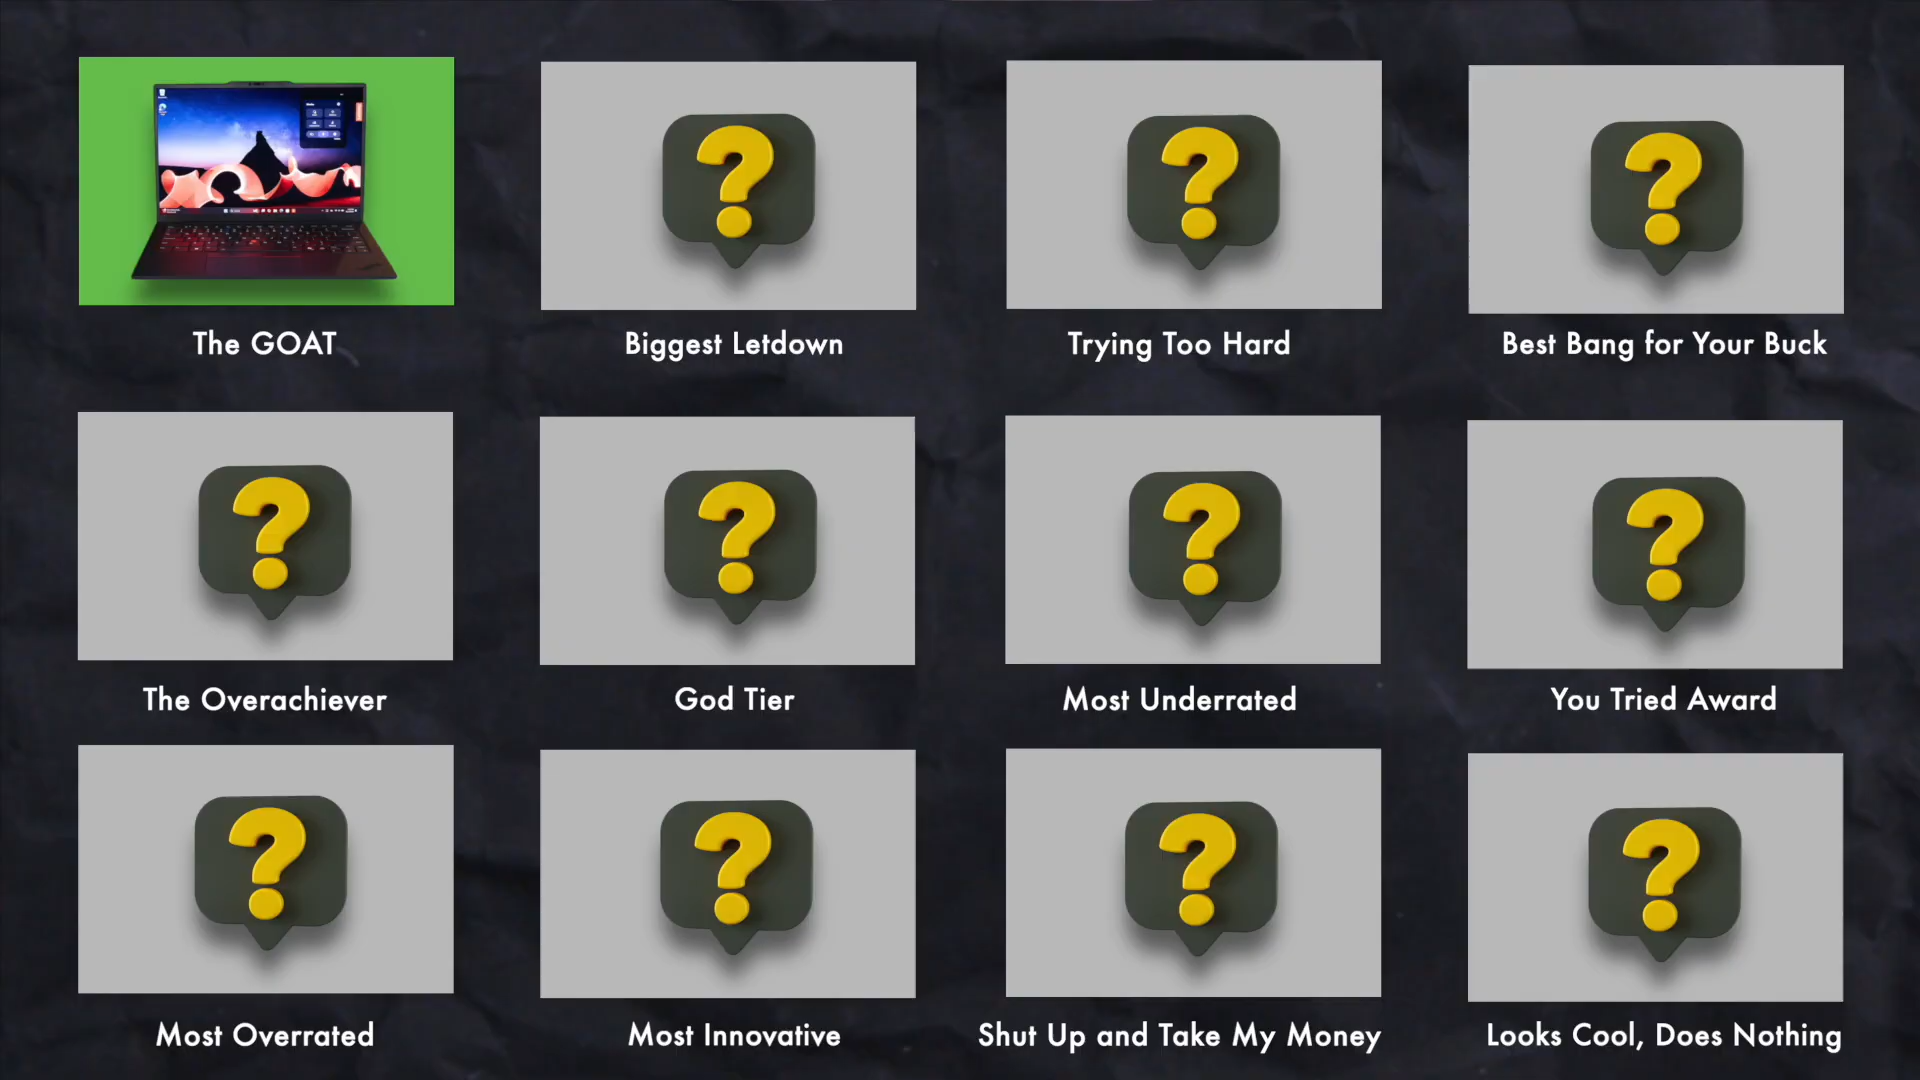 The GOAT
Biggest Letdown
Trying Too Hard
Best Bang for Your Buck
The Overachiever
God Tier
Most Underrated
You Tried Award
Most Overrated
Most Innovative
Shut Up and Take My Money
Looks Cool, Does Nothing